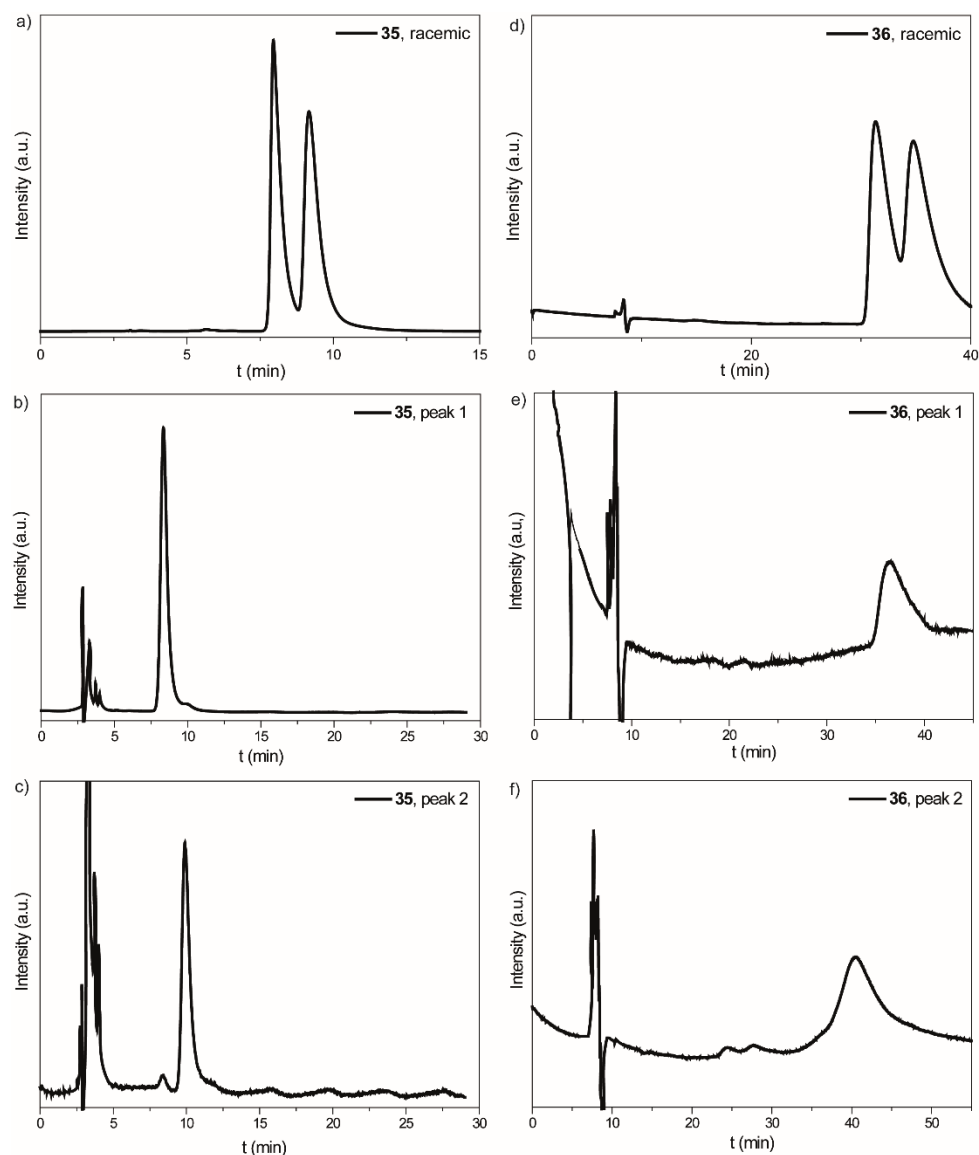 a)
35, racemic
Intensity (a.u.)
0 5 10 15
t (min)
d)
36, racemic
Intensity (a.u.)
0 20 40
t (min)
b)
35, peak 1
Intensity (a.u.)
0 5 10 15 20 25 30
t (min)
e)
36, peak 1
Intensity (a.u,)
0 10 20 30 40
t (min)
c)
35, peak 2
Intensity (a.u.)
0 5 10 15 20 25 30
t (min)
f)
36, peak 2
Intensity (a.u.)
0 10 20 30 40 50
t (min)